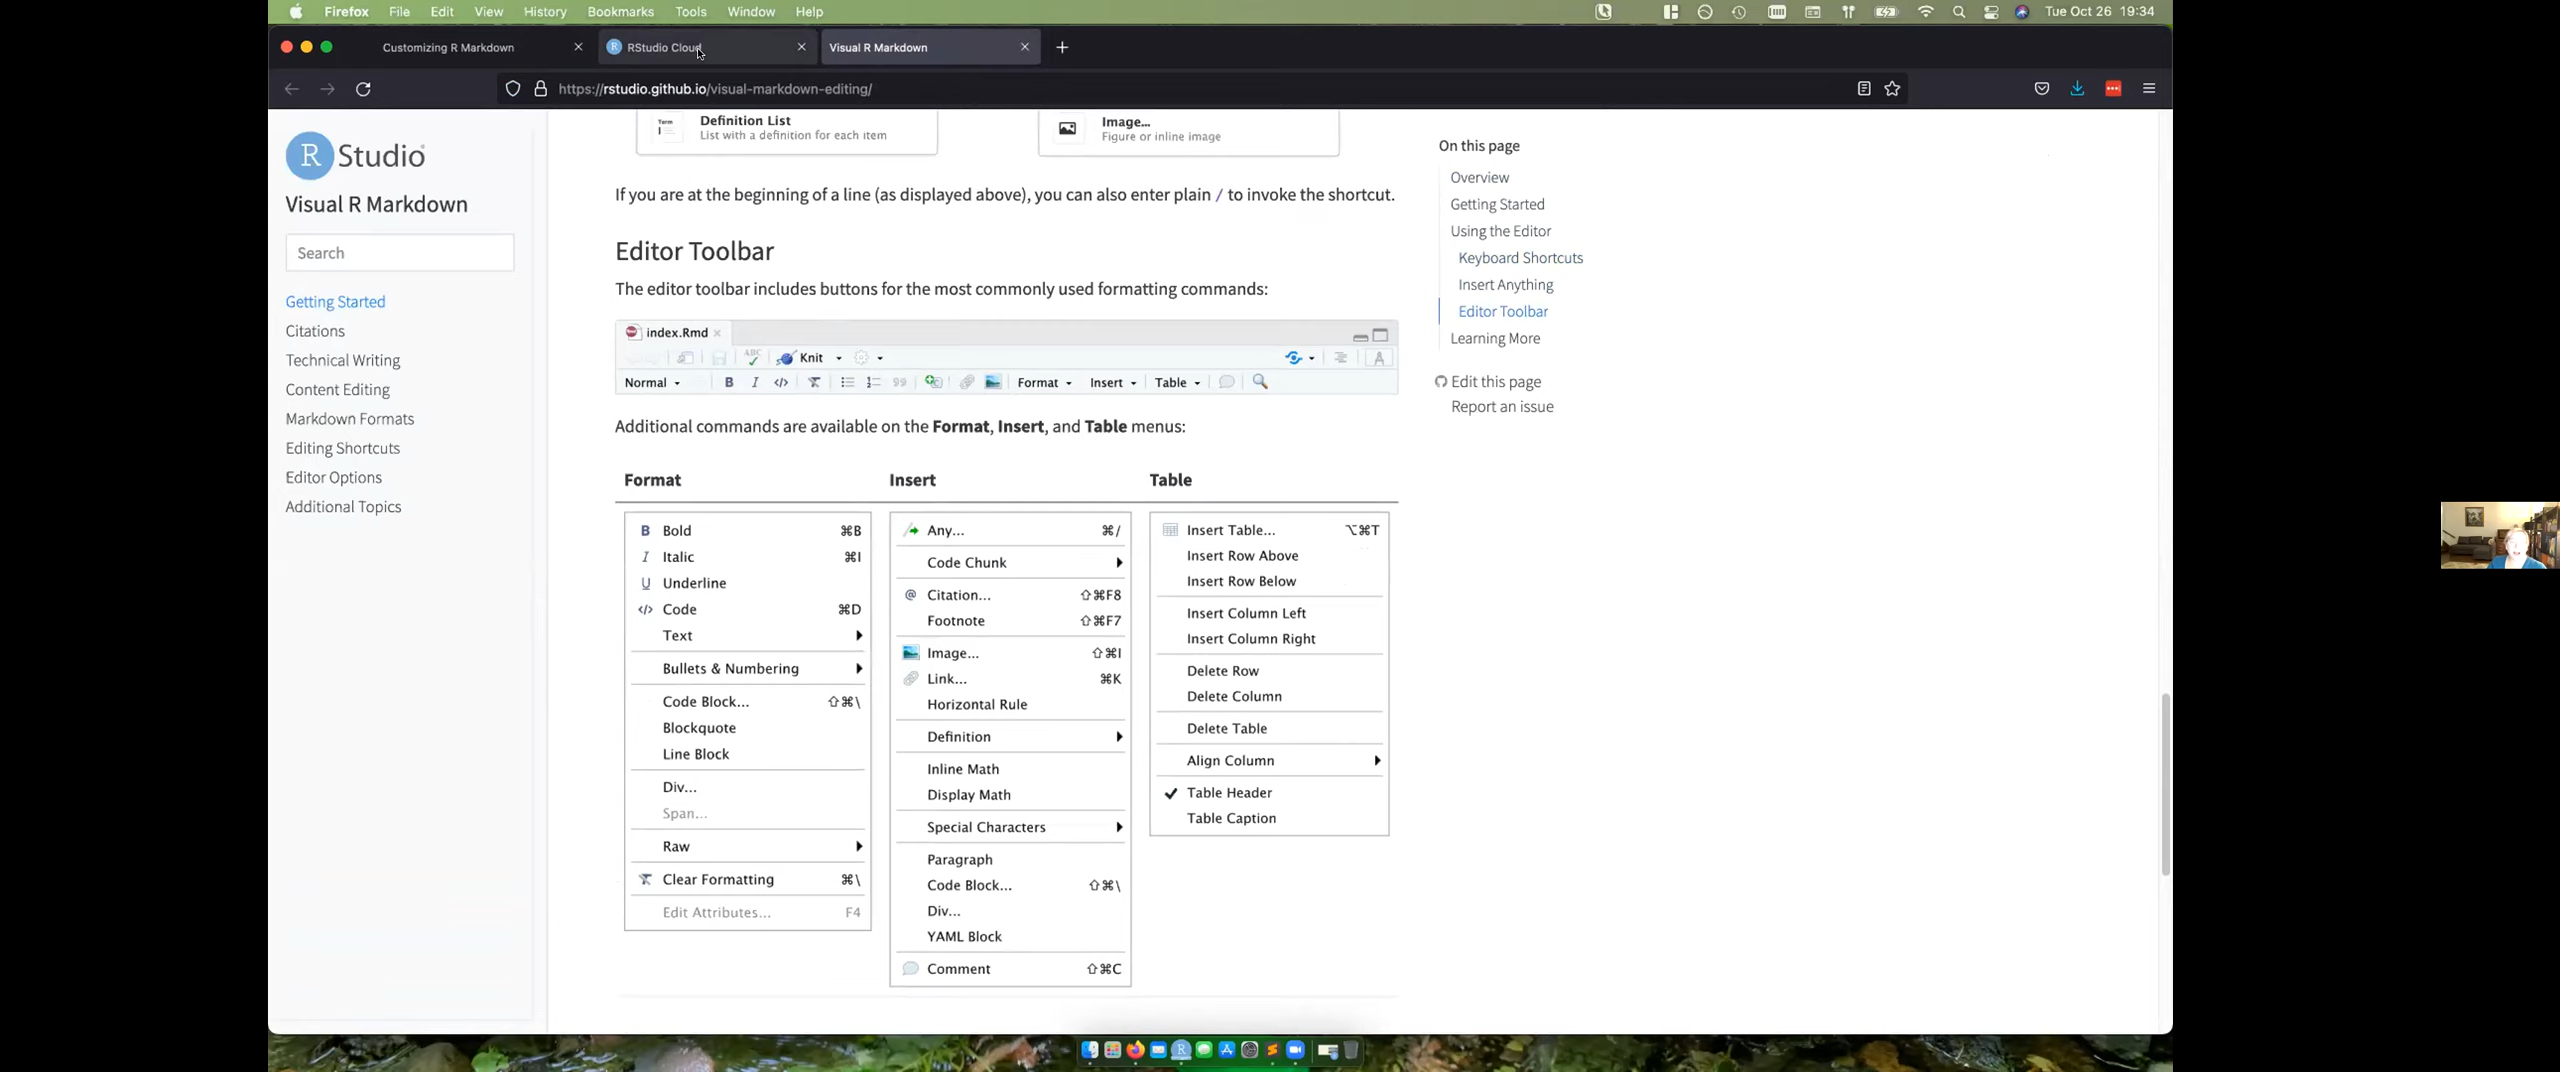 Firefox File Edit View History Bookmarks Tools Window Help Tue Oct 26 19:34
Customizing R Markdown RStudio Cloud Visual R Markdown
https://rstudio.github.io/visual-markdown-editing/
R Studio
Visual R Markdown
Search
Getting Started
Citations
Technical Writing
Content Editing
Markdown Formats
Editing Shortcuts
Editor Options
Additional Topics
Term Definition List
List with a definition for each item
Image...
Figure or inline image
If you are at the beginning of a line (as displayed above), you can also enter plain / to invoke the shortcut.
Editor Toolbar
The editor toolbar includes buttons for the most commonly used formatting commands:
index.Rmd
ABC Knit
Normal B I </> Format Insert Table
Additional commands are available on the Format, Insert, and Table menus:
Format
B Bold ⌘B
I Italic ⌘I
U Underline
</> Code ⌘D
Text
Bullets & Numbering
Code Block... ⇧⌘\
Blockquote
Line Block
Div...
Span...
Raw
Clear Formatting ⌘\
Edit Attributes... F4
Insert
Any... ⌘/
Code Chunk
@ Citation... ⇧⌘F8
Footnote ⇧⌘F7
Image... ⇧⌘I
Link... ⌘K
Horizontal Rule
Definition
Inline Math
Display Math
Special Characters
Paragraph
Code Block... ⇧⌘\
Div...
YAML Block
Comment ⇧⌘C
Table
Insert Table... ⌥⌘T
Insert Row Above
Insert Row Below
Insert Column Left
Insert Column Right
Delete Row
Delete Column
Delete Table
Align Column
Table Header
Table Caption
On this page
Overview
Getting Started
Using the Editor
Keyboard Shortcuts
Insert Anything
Editor Toolbar
Learning More
Edit this page
Report an issue